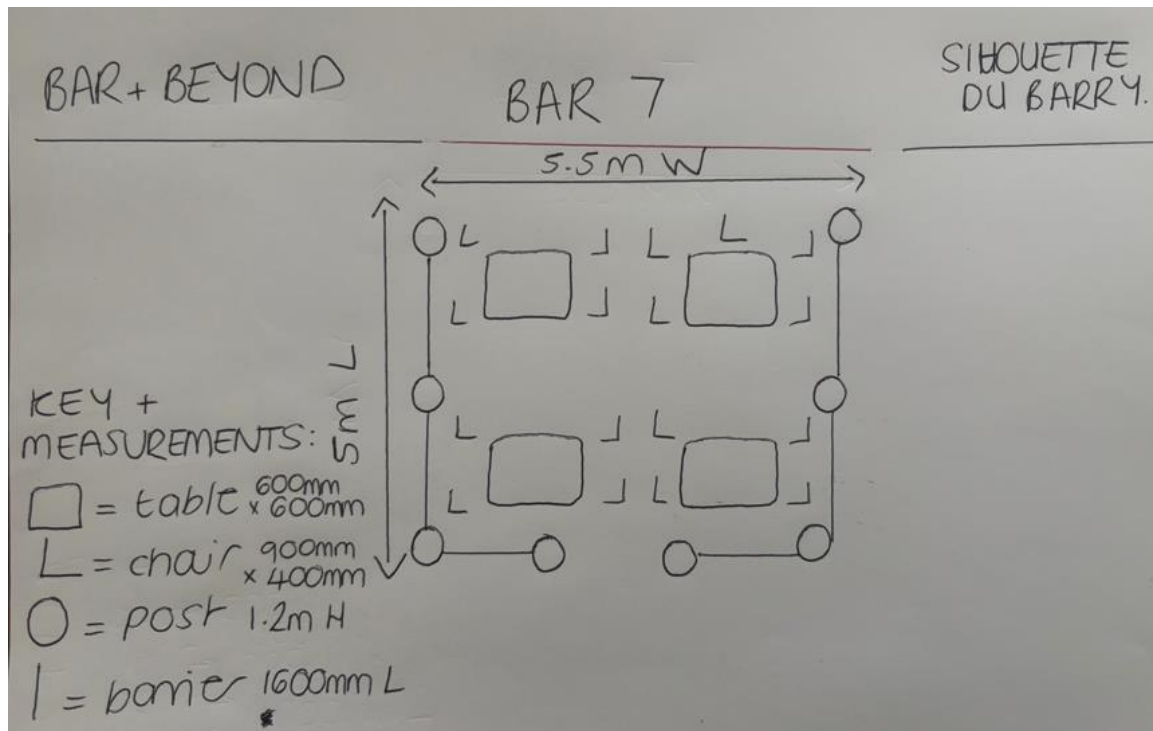 BAR + BEYOND
BAR 7
SIHOUETTE
DU BARRY.
5.5m W
5m L
KEY +
MEASUREMENTS:
= table 600mm
x 600mm
L = chair 900mm
x 400mm
O = post 1.2m H
| = barrier 1600mm L